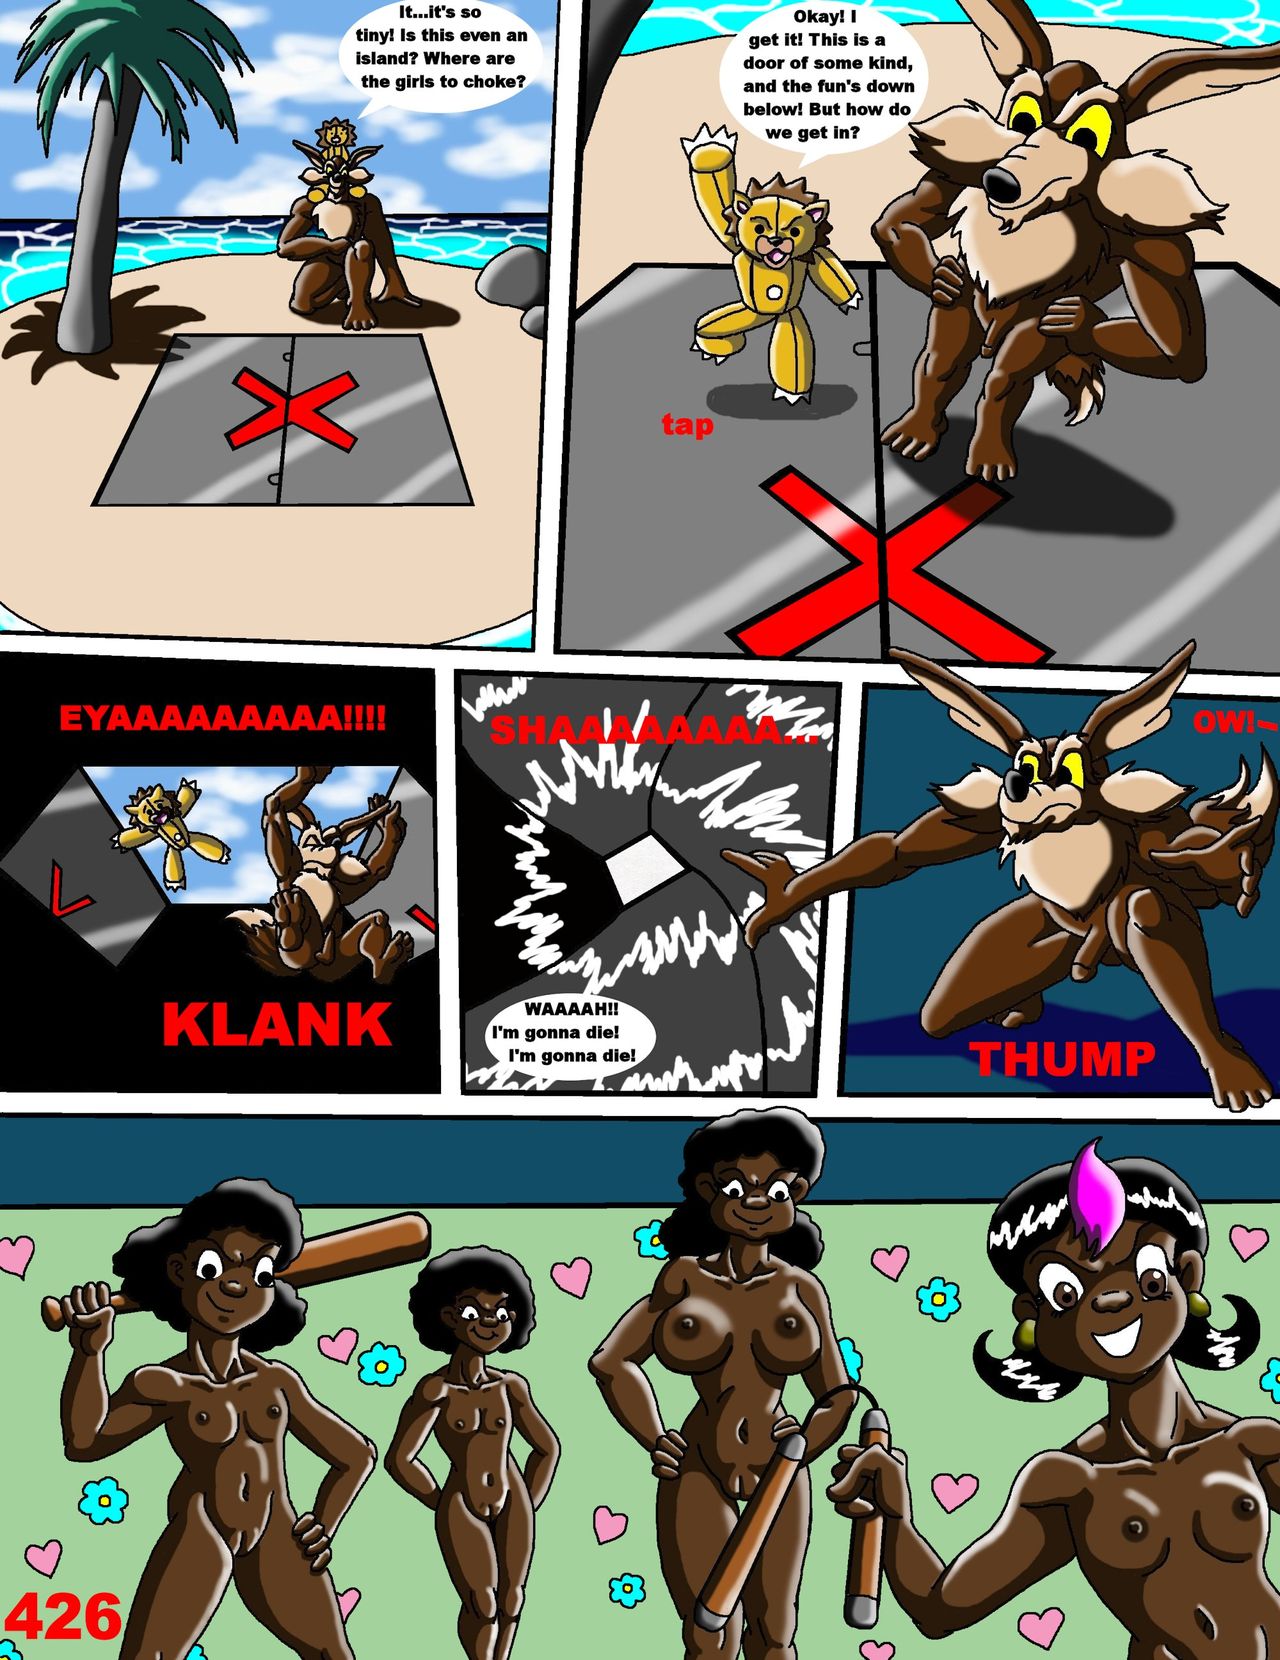 It...it's so
tiny! Is this even an
island? Where are
the girls to choke?
Okay! I
get it! This is a
door of some kind,
and the fun's down
below! But how do
we get in?
tap
EYAAAAAAAAA!!!!
KLANK
SHAAAAAAAAA...
WAAAAH!!
I'm gonna die!
I'm gonna die!
OW!~
THUMP
426